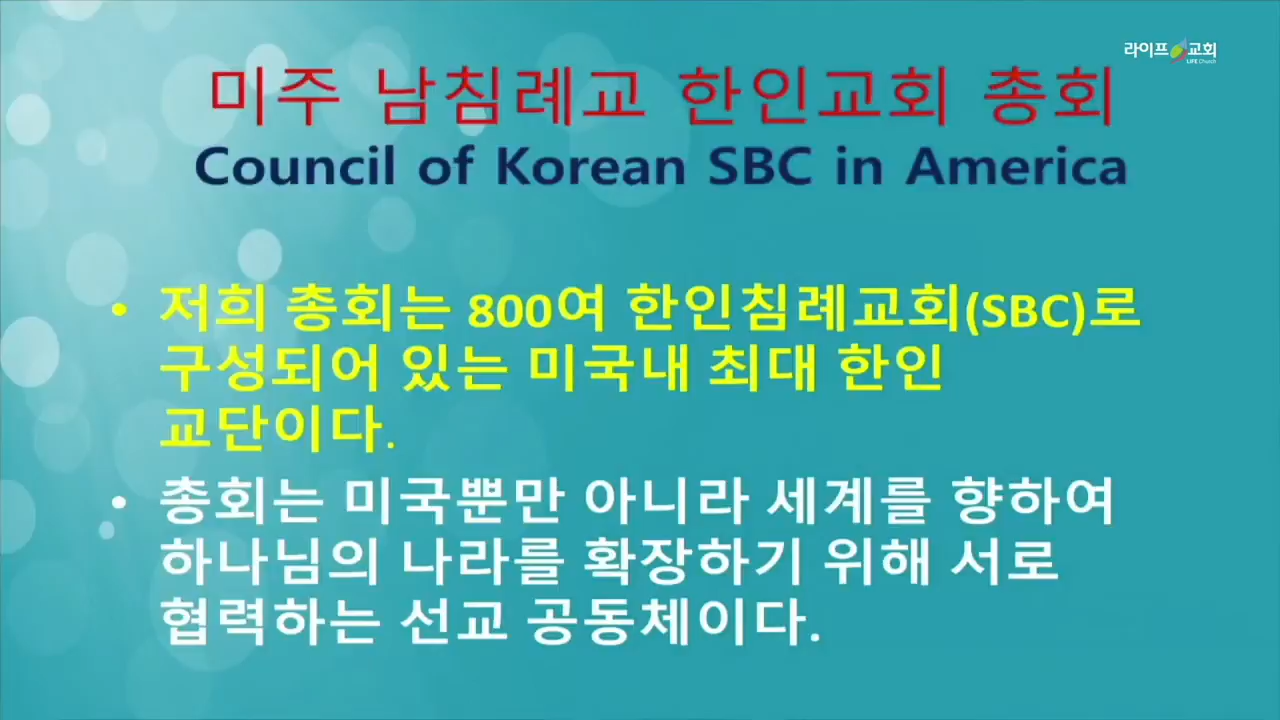 라이프 교회
LIFE Church
미주 남침례교 한인교회 총회
Council of Korean SBC in America
• 저희 총회는 800여 한인침례교회(SBC)로
구성되어 있는 미국내 최대 한인
교단이다.
• 총회는 미국뿐만 아니라 세계를 향하여
하나님의 나라를 확장하기 위해 서로
협력하는 선교 공동체이다.